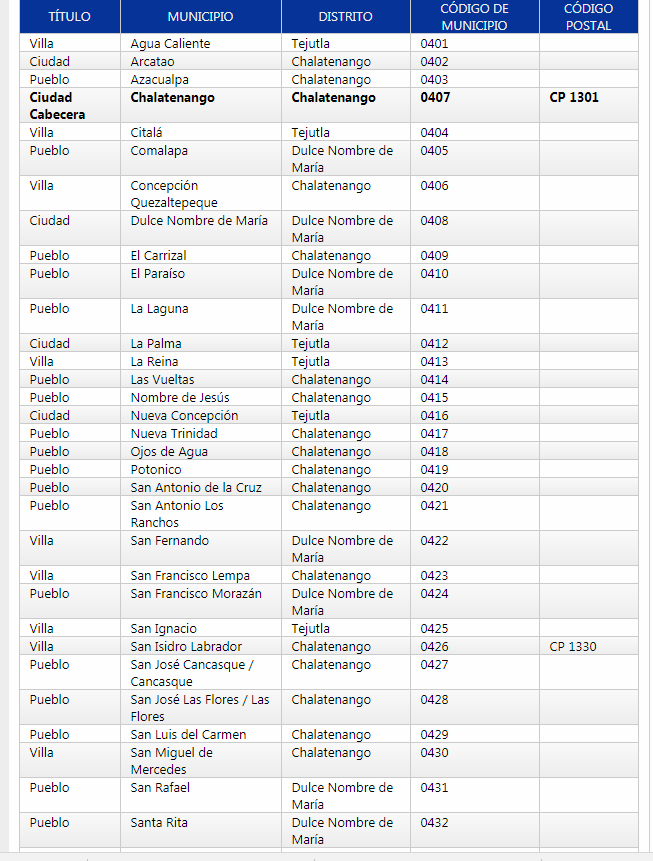 TÍTULO MUNICIPIO DISTRITO CÓDIGO DE MUNICIPIO CÓDIGO POSTAL
Villa Agua Caliente Tejutla 0401
Ciudad Arcatao Chalatenango 0402
Pueblo Azacualpa Chalatenango 0403
Ciudad Cabecera Chalatenango Chalatenango 0407 CP 1301
Villa Citalá Tejutla 0404
Pueblo Comalapa Dulce Nombre de María 0405
Villa Concepción Quezaltepeque Chalatenango 0406
Ciudad Dulce Nombre de María Dulce Nombre de María 0408
Pueblo El Carrizal Chalatenango 0409
Pueblo El Paraíso Dulce Nombre de María 0410
Pueblo La Laguna Dulce Nombre de María 0411
Ciudad La Palma Tejutla 0412
Villa La Reina Tejutla 0413
Pueblo Las Vueltas Chalatenango 0414
Pueblo Nombre de Jesús Chalatenango 0415
Ciudad Nueva Concepción Tejutla 0416
Pueblo Nueva Trinidad Chalatenango 0417
Pueblo Ojos de Agua Chalatenango 0418
Pueblo Potonico Chalatenango 0419
Pueblo San Antonio de la Cruz Chalatenango 0420
Pueblo San Antonio Los Ranchos Chalatenango 0421
Villa San Fernando Dulce Nombre de María 0422
Villa San Francisco Lempa Chalatenango 0423
Pueblo San Francisco Morazán Dulce Nombre de María 0424
Villa San Ignacio Tejutla 0425
Villa San Isidro Labrador Chalatenango 0426 CP 1330
Pueblo San José Cancasque / Cancasque Chalatenango 0427
Pueblo San José Las Flores / Las Flores Chalatenango 0428
Pueblo San Luis del Carmen Chalatenango 0429
Villa San Miguel de Mercedes Chalatenango 0430
Pueblo San Rafael Dulce Nombre de María 0431
Pueblo Santa Rita Dulce Nombre de María 0432